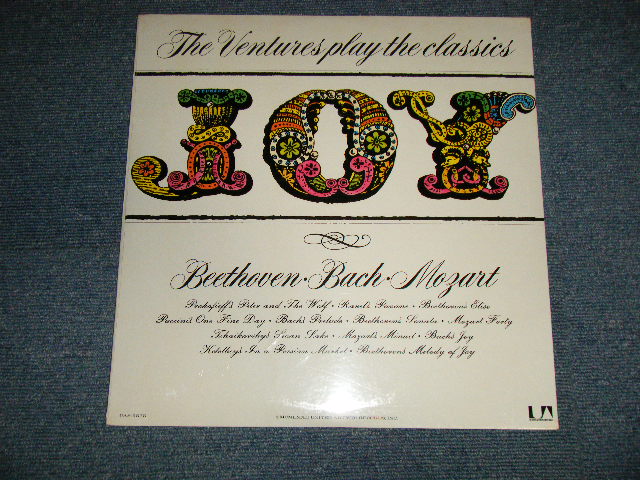 The Ventures play the classics
JOY
Beethoven · Bach · Mozart
Prokofieff's Peter and The Wolf · Ravel's Pavane · Beethoven's Elise
Puccini's One Fine Day · Bach's Prelude · Beethoven's Sonata · Mozart Forty
Tchaikovsky's Swan Lake · Mozart's Minuet · Bach's Joy
Ketelbey's In a Persian Market · Beethoven's Melody of Joy
UA